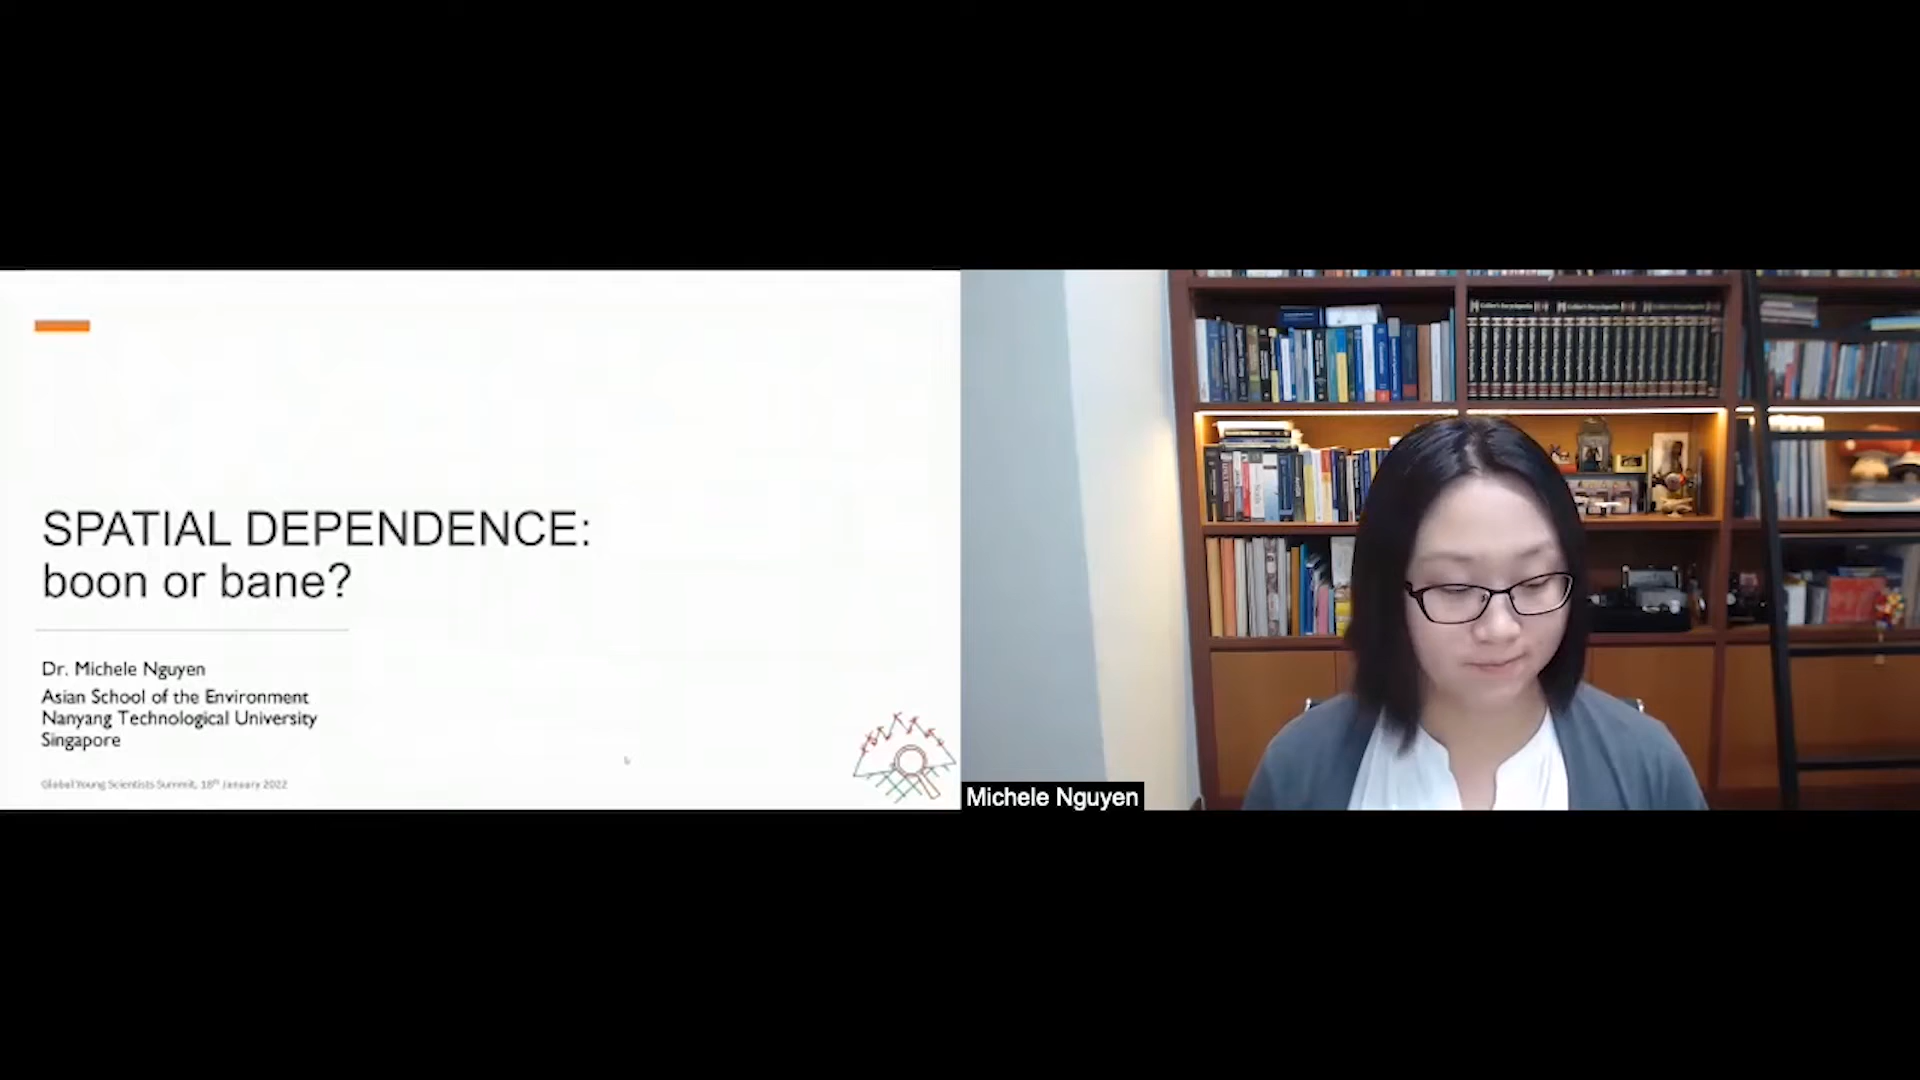 SPATIAL DEPENDENCE:
boon or bane?
Dr. Michele Nguyen
Asian School of the Environment
Nanyang Technological University
Singapore
Global Young Scientists Summit, 18th January 2022
Michele Nguyen